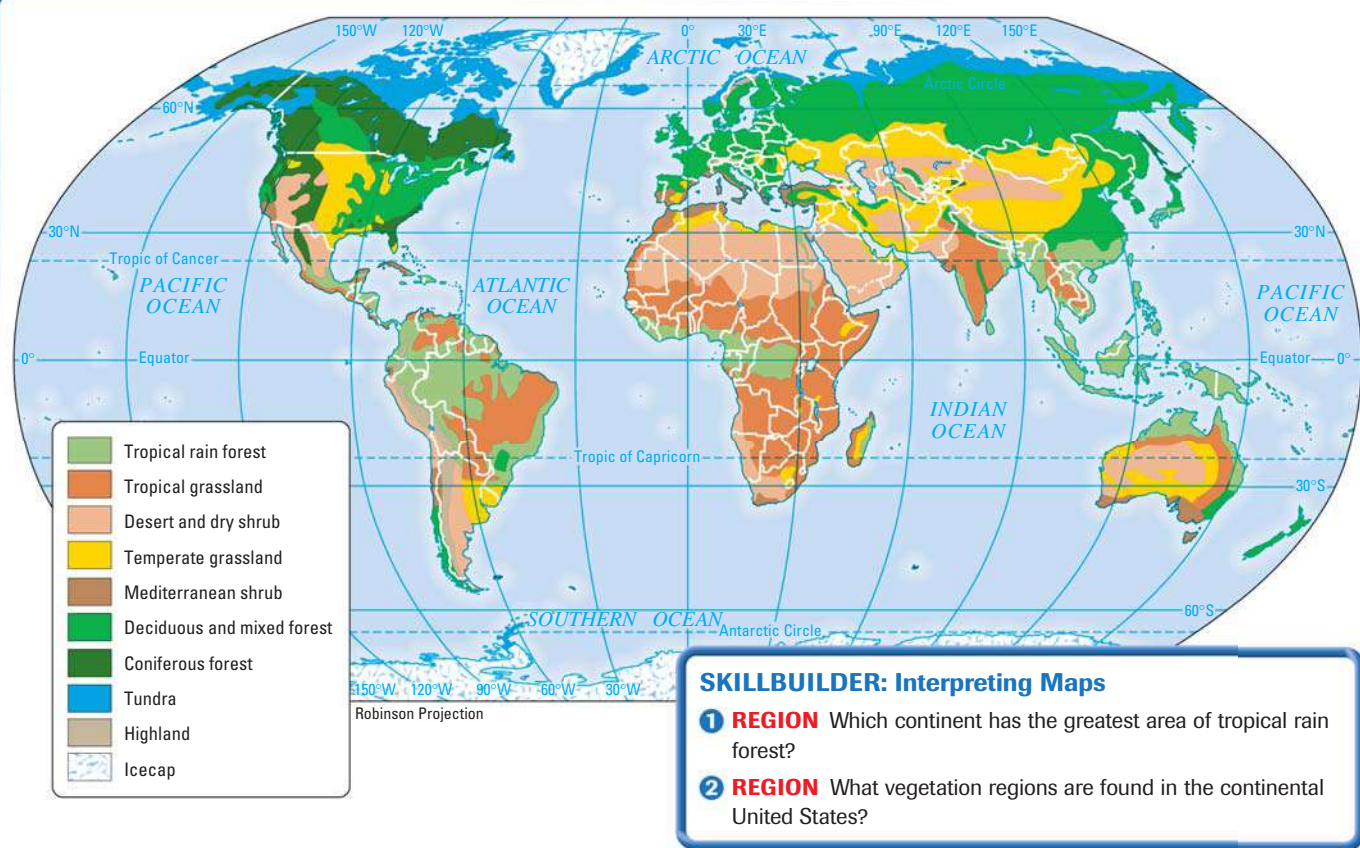 150°W 120°W 0° 30°E 90°E 120°E 150°E
ARCTIC OCEAN
Arctic Circle
60°N
30°N 30°N
Tropic of Cancer
PACIFIC
OCEAN
ATLANTIC
OCEAN
PACIFIC
OCEAN
0° Equator Equator 0°
INDIAN
OCEAN
Tropic of Capricorn
30°S
60°S
SOUTHERN OCEAN
Antarctic Circle
150°W 120°W 90°W 60°W 30°W
Robinson Projection
Tropical rain forest
Tropical grassland
Desert and dry shrub
Temperate grassland
Mediterranean shrub
Deciduous and mixed forest
Coniferous forest
Tundra
Highland
Icecap
SKILLBUILDER: Interpreting Maps
1 REGION Which continent has the greatest area of tropical rain
forest?
2 REGION What vegetation regions are found in the continental
United States?